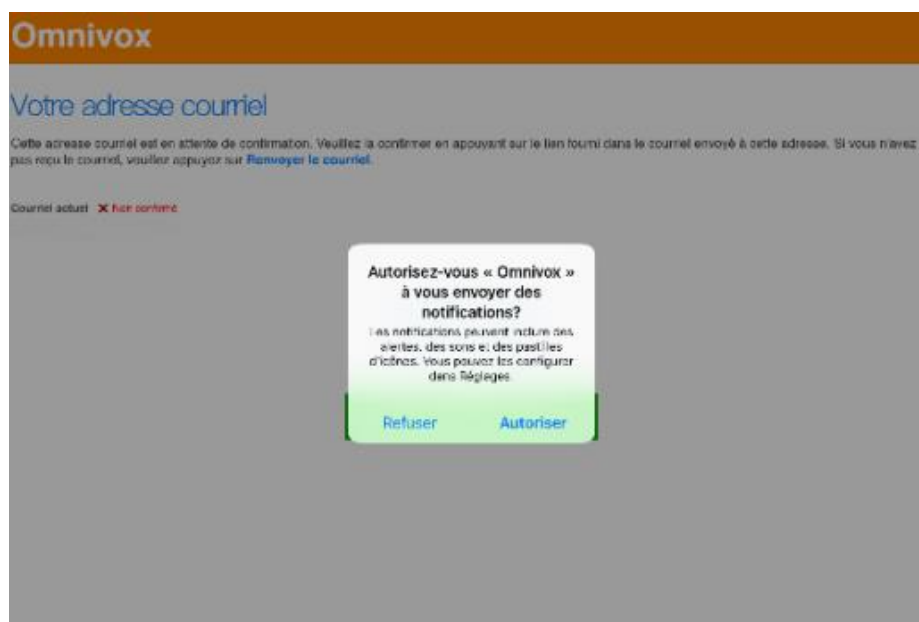 Omnivox
Votre adresse courriel
Cette adresse courriel est en attente de confirmation. Veuillez la confirmer en appuyant sur le lien fourni dans le courriel envoyé à cette adresse. Si vous n'avez
pas reçu le courriel, veuillez appuyez sur Renvoyer le courriel.
Courriel actuel ✕ Non confirmé
Autorisez-vous « Omnivox »
à vous envoyer des
notifications?
Les notifications peuvent inclure des
alertes, des sons et des pastilles
d'icônes. Vous pouvez les configurer
dans Réglages.
Refuser Autoriser